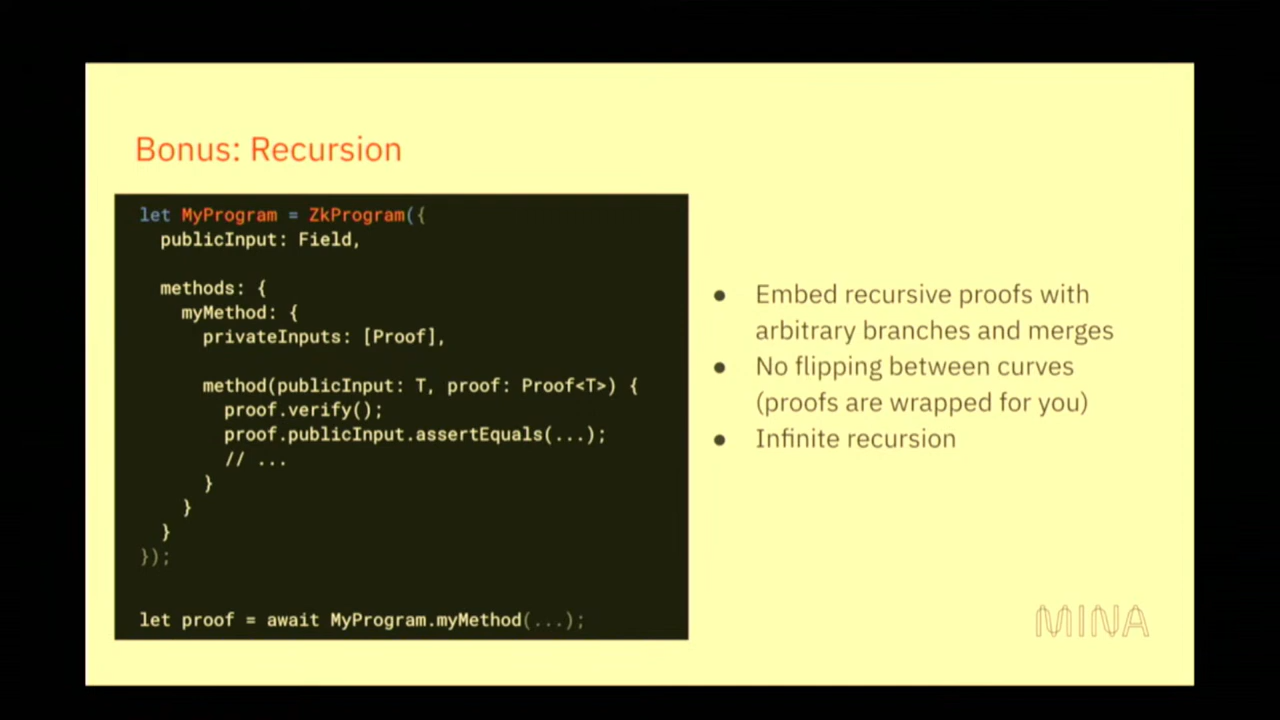 Bonus: Recursion
let MyProgram = ZkProgram({
  publicInput: Field,
  methods: {
    myMethod: {
      privateInputs: [Proof],
      method(publicInput: T, proof: Proof<T>) {
        proof.verify();
        proof.publicInput.assertEquals(...);
        // ...
      }
    }
  }
});
let proof = await MyProgram.myMethod(...);
● Embed recursive proofs with
arbitrary branches and merges
● No flipping between curves
(proofs are wrapped for you)
● Infinite recursion
MINA